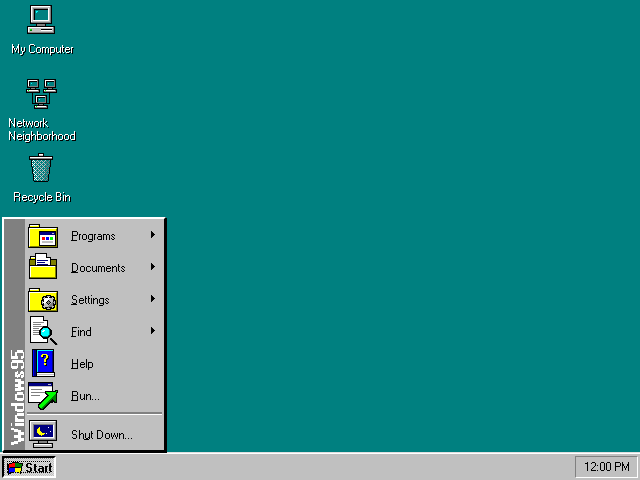 My Computer
Network
Neighborhood
Recycle Bin
Programs
Documents
Settings
Find
Help
Run...
Shut Down...
Windows95
Start
12:00 PM